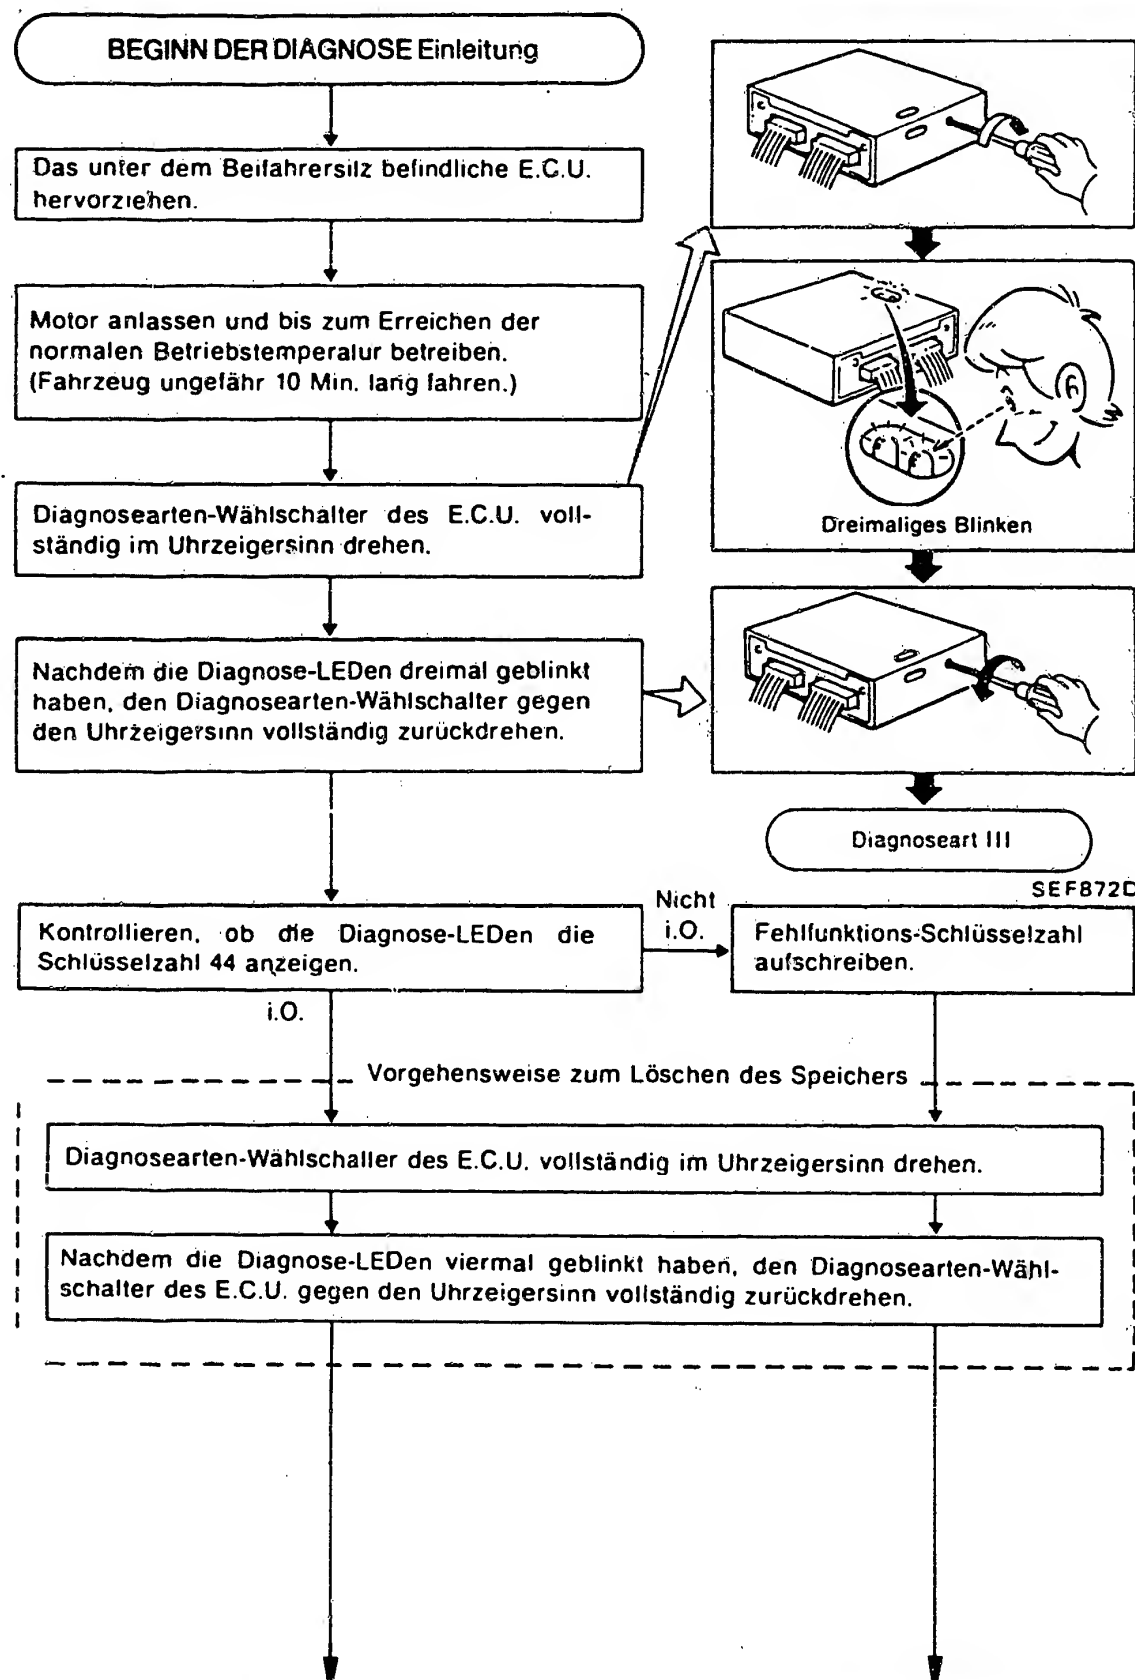 BEGINN DER DIAGNOSE Einleitung
Das unter dem Beifahrersilz befindliche E.C.U.
hervorziehen.
Motor anlassen und bis zum Erreichen der
normalen Betriebstemperalur betreiben.
(Fahrzeug ungefähr 10 Min. lang fahren.)
Diagnosearten-Wählschalter des E.C.U. voll-
ständig im Uhrzeigersinn drehen.
Dreimaliges Blinken
Nachdem die Diagnose-LEDen dreimal geblinkt
haben, den Diagnosearten-Wählschalter gegen
den Uhrzeigersinn vollständig zurückdrehen.
Diagnoseart III
SEF872D
Kontrollieren, ob die Diagnose-LEDen die
Schlüsselzahl 44 anzeigen.
Nicht
i.O.
Fehlfunktions-Schlüsselzahl
aufschreiben.
i.O.
Vorgehensweise zum Löschen des Speichers
Diagnosearten-Wählschaller des E.C.U. vollständig im Uhrzeigersinn drehen.
Nachdem die Diagnose-LEDen viermal geblinkt haben, den Diagnosearten-Wähl-
schalter des E.C.U. gegen den Uhrzeigersinn vollständig zurückdrehen.